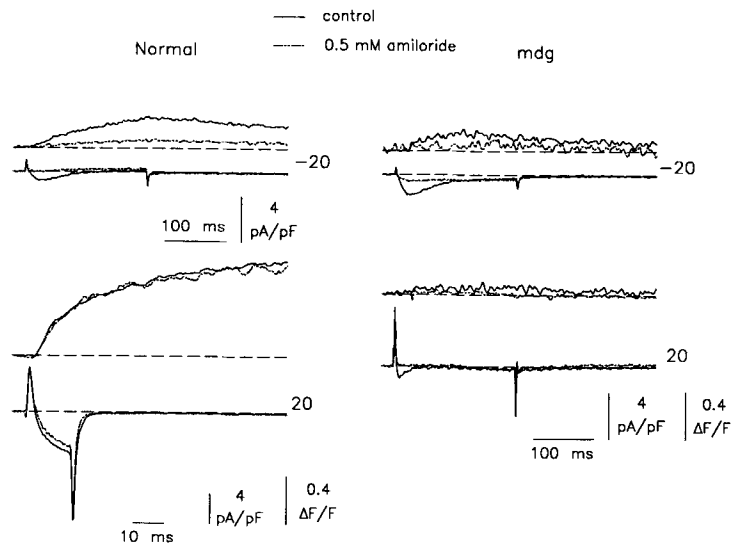 control
0.5 mM amiloride
Normal
mdg
−20
−20
100 ms
4
pA/pF
20
20
4
pA/pF
0.4
ΔF/F
100 ms
10 ms
4
pA/pF
0.4
ΔF/F